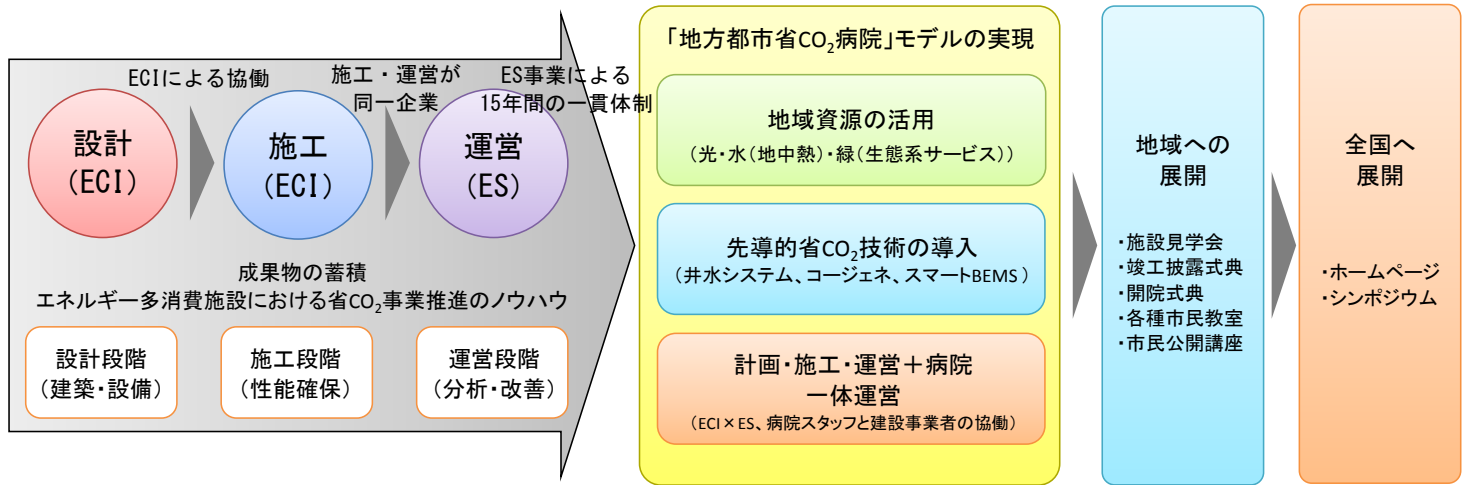 ECIによる協働
施工・運営が
同一企業
ES事業による
15年間の一貫体制
設計
(ECI)
施工
(ECI)
運営
(ES)
成果物の蓄積
エネルギー多消費施設における省CO₂事業推進のノウハウ
設計段階
(建築・設備)
施工段階
(性能確保)
運営段階
(分析・改善)
「地方都市省CO₂病院」モデルの実現
地域資源の活用
(光・水(地中熱)・緑(生態系サービス))
先導的省CO₂技術の導入
(井水システム、コージェネ、スマートBEMS)
計画・施工・運営＋病院
一体運営
(ECI×ES、病院スタッフと建設事業者の協働)
地域への
展開
・施設見学会
・竣工披露式典
・開院式典
・各種市民教室
・市民公開講座
全国へ
展開
・ホームページ
・シンポジウム